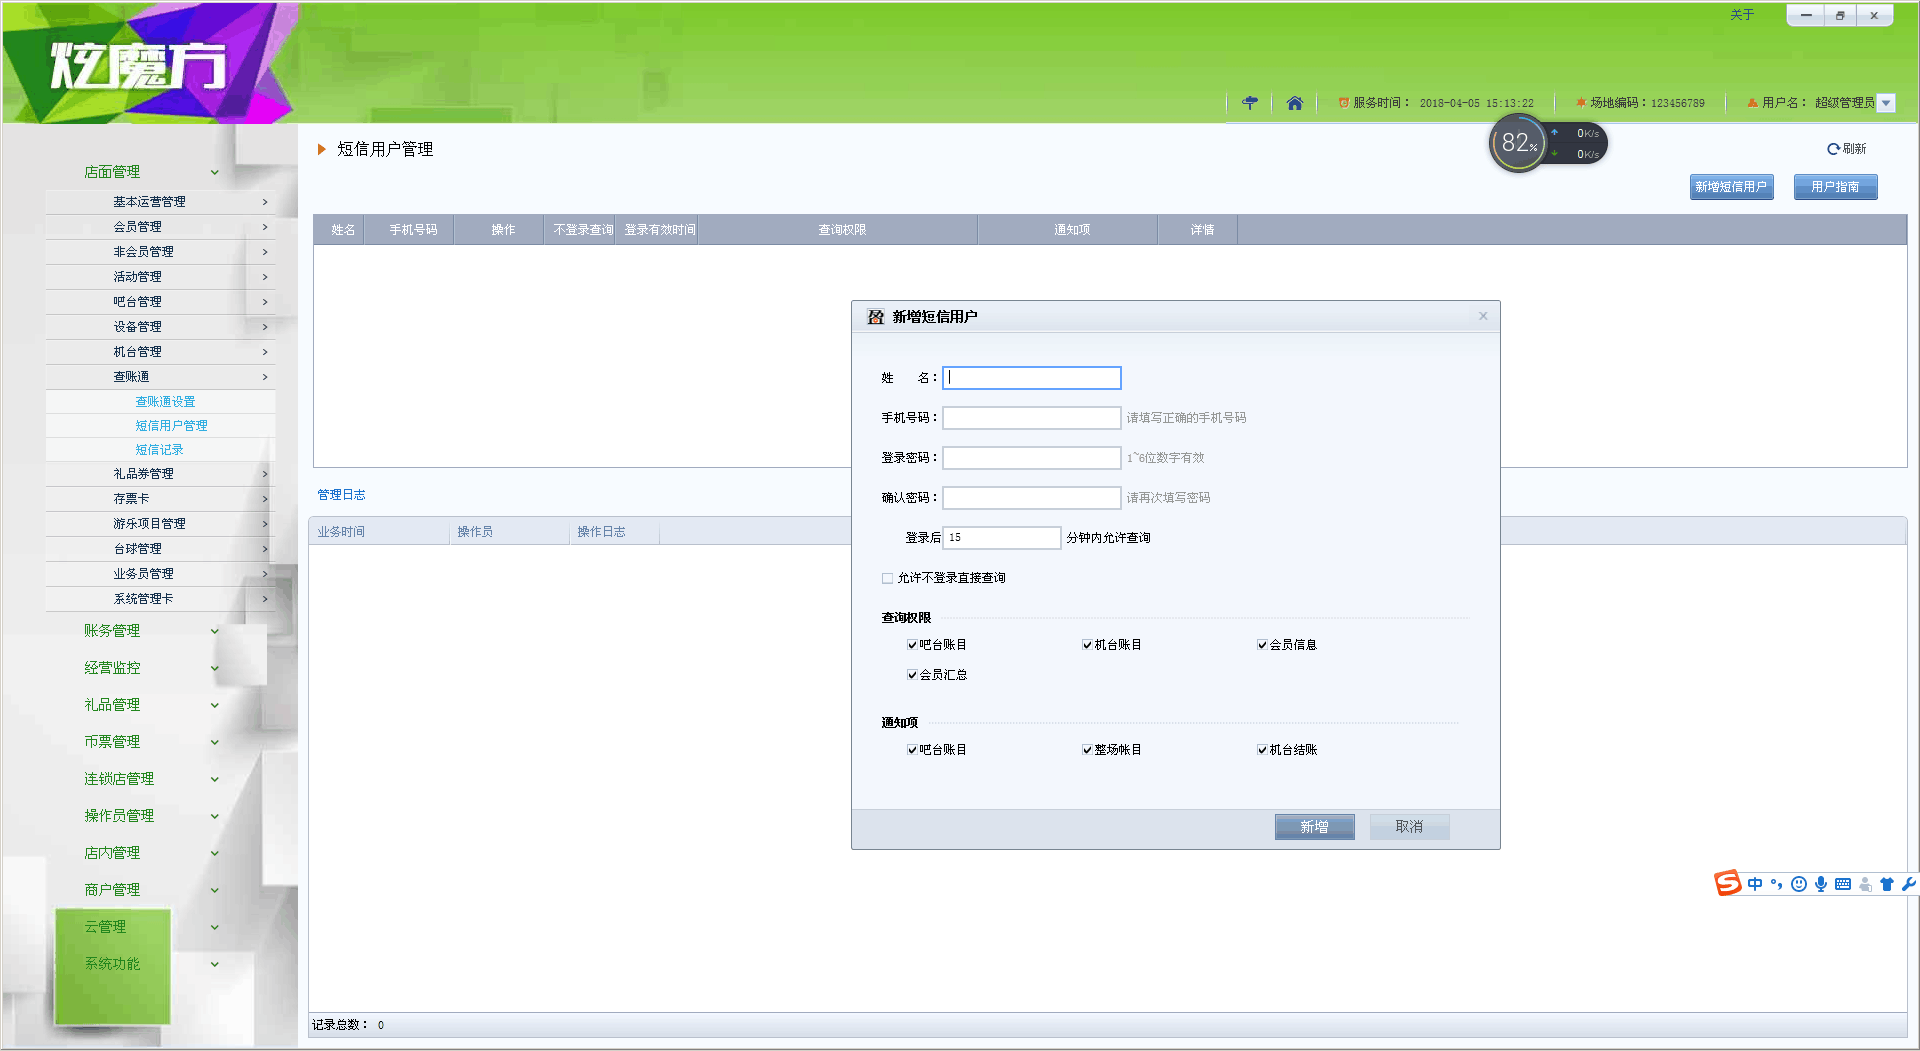 关于
炫魔方
服务时间： 2018-04-05 15:13:22
场地编码：123456789
用户名： 超级管理员
82%
0K/s
0K/s
短信用户管理
刷新
新增短信用户
用户指南
店面管理
基本运营管理
会员管理
非会员管理
活动管理
吧台管理
设备管理
机台管理
查账通
查账通设置
短信用户管理
短信记录
礼品券管理
存票卡
游乐项目管理
台球管理
业务员管理
系统管理卡
账务管理
经营监控
礼品管理
币票管理
连锁店管理
操作员管理
店内管理
商户管理
云管理
系统功能
姓名 手机号码 操作 不登录查询 登录有效时间 查询权限 通知项 详情
管理日志
业务时间 操作员 操作日志
记录总数： 0
新增短信用户
姓 名：
手机号码： 请填写正确的手机号码
登录密码： 1~6位数字有效
确认密码： 请再次填写密码
登录后 15 分钟内允许查询
允许不登录直接查询
查询权限
吧台账目 机台账目 会员信息
会员汇总
通知项
吧台账目 整场帐目 机台结账
新增 取消
S 中